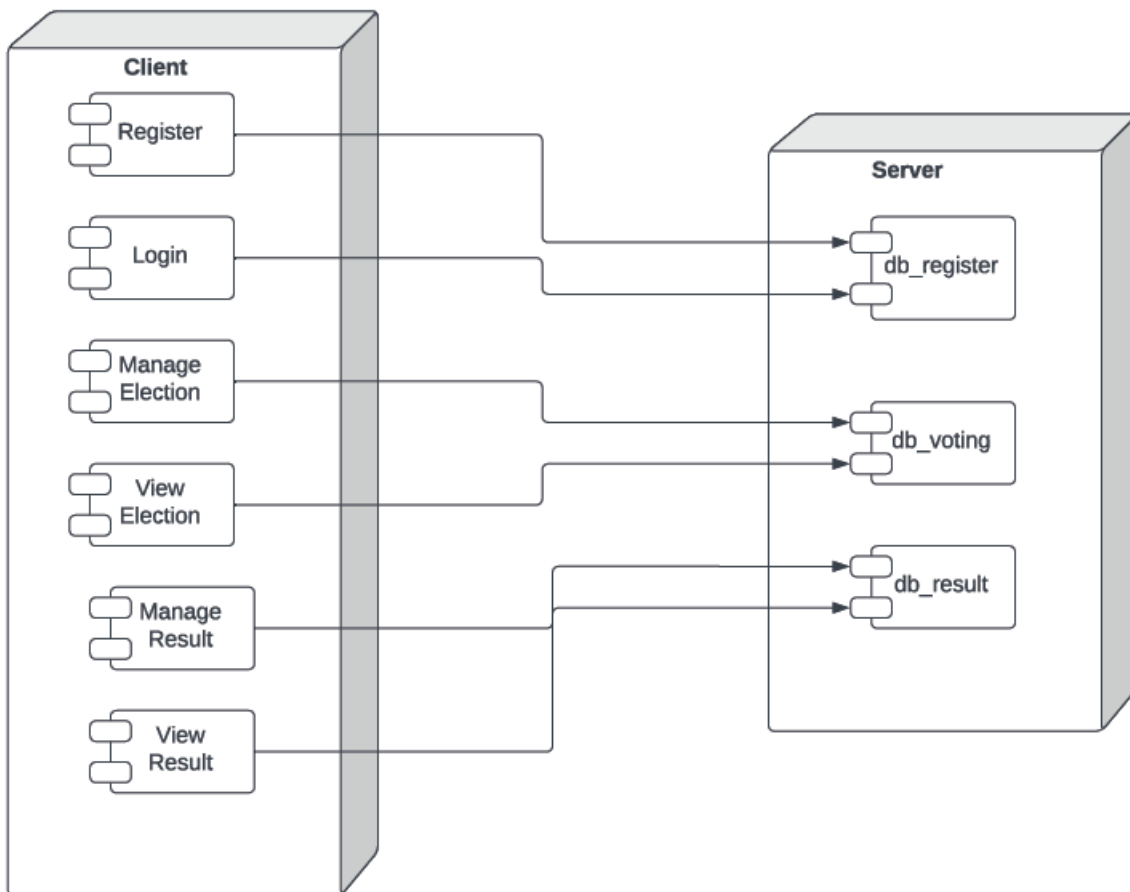 Client
Register
Login
Manage
Election
View
Election
Manage
Result
View
Result
Server
db_register
db_voting
db_result